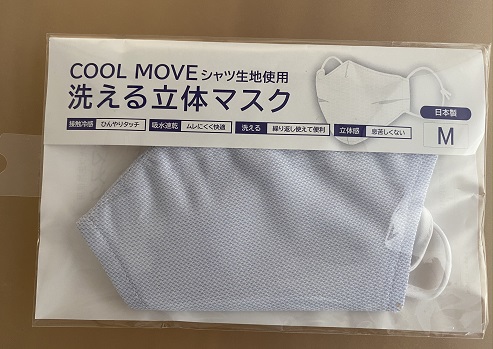 COOL MOVE シャツ生地使用
洗える立体マスク
接触冷感 ひんやりタッチ 吸水速乾 ムレにくく快適 洗える 繰り返し使えて便利 立体感 息苦しくない
日本製
M